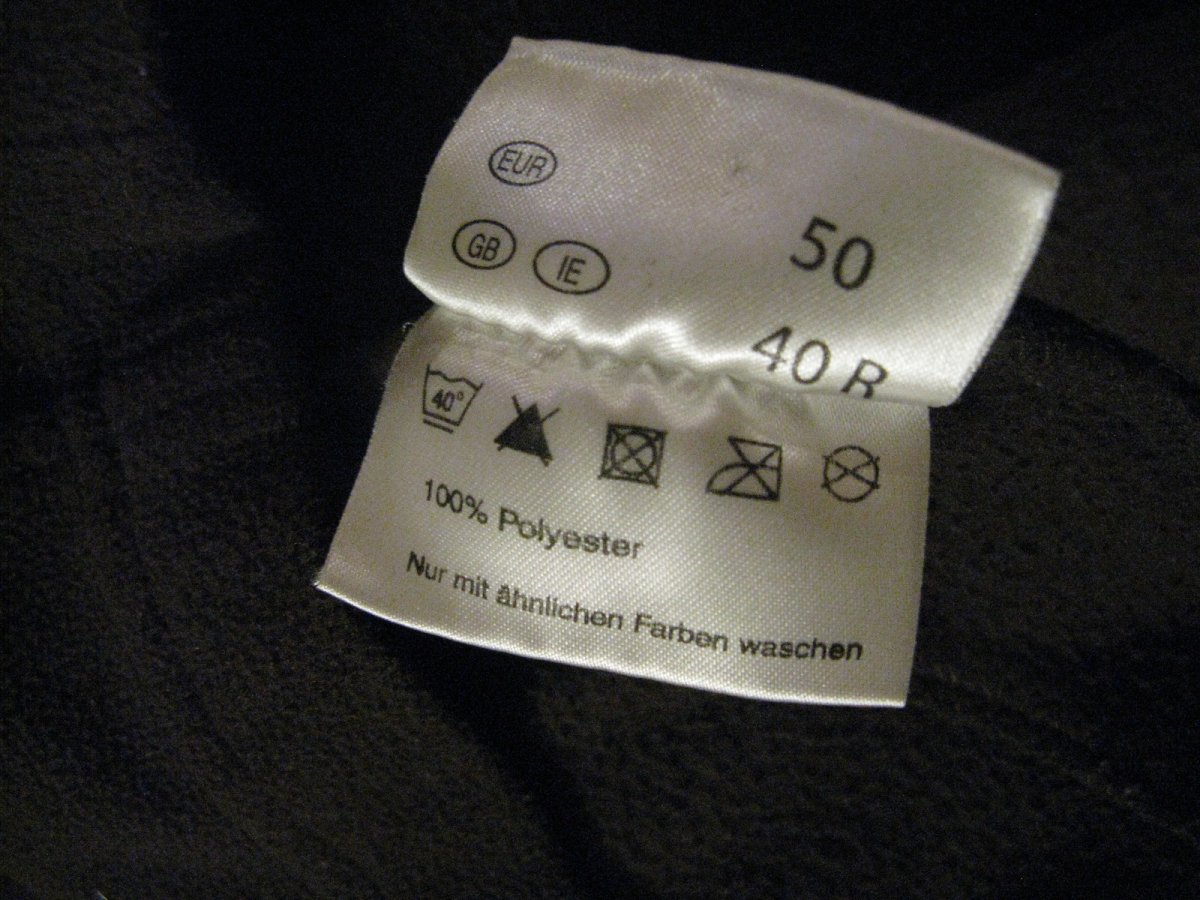 EUR 50
GB IE 40 R
40°
100% Polyester
Nur mit ähnlichen Farben waschen